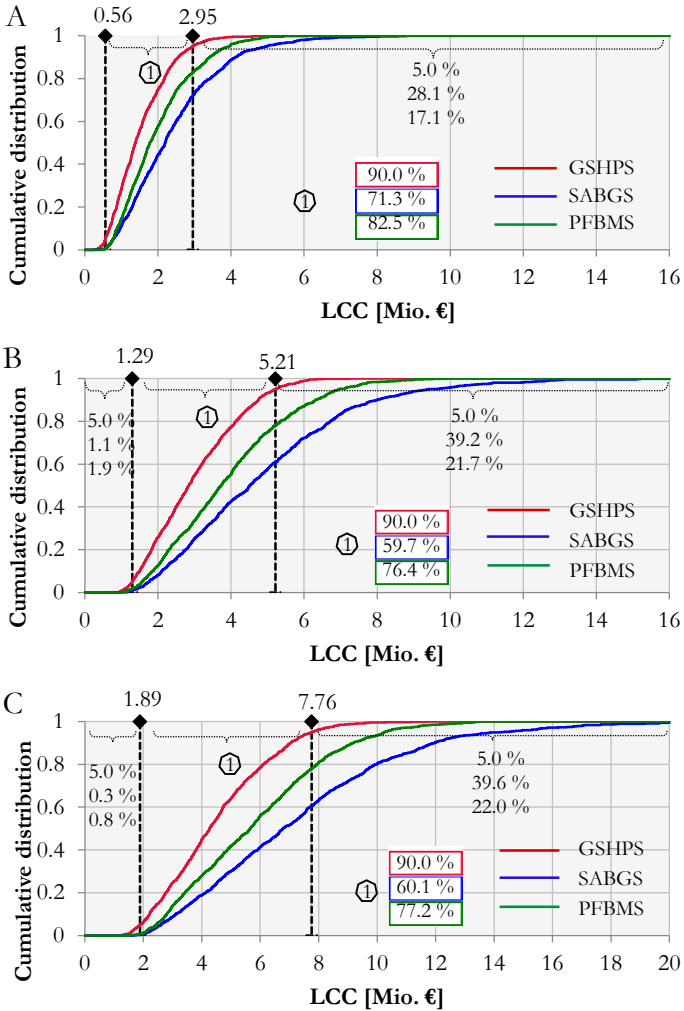 A
0.56 2.95
Cumulative distribution
1
0.8
0.6
0.4
0.2
0
1
5.0 %
28.1 %
17.1 %
1
90.0 %
71.3 %
82.5 %
GSHPS
SABGS
PFBMS
0 2 4 6 8 10 12 14 16
LCC [Mio. €]
B
1.29 5.21
Cumulative distribution
1
0.8
0.6
0.4
0.2
0
5.0 %
1.1 %
1.9 %
1
5.0 %
39.2 %
21.7 %
1
90.0 %
59.7 %
76.4 %
GSHPS
SABGS
PFBMS
0 2 4 6 8 10 12 14 16
LCC [Mio. €]
C
1.89 7.76
Cumulative distribution
1
0.8
0.6
0.4
0.2
0
5.0 %
0.3 %
0.8 %
1
5.0 %
39.6 %
22.0 %
1
90.0 %
60.1 %
77.2 %
GSHPS
SABGS
PFBMS
0 2 4 6 8 10 12 14 16 18 20
LCC [Mio. €]